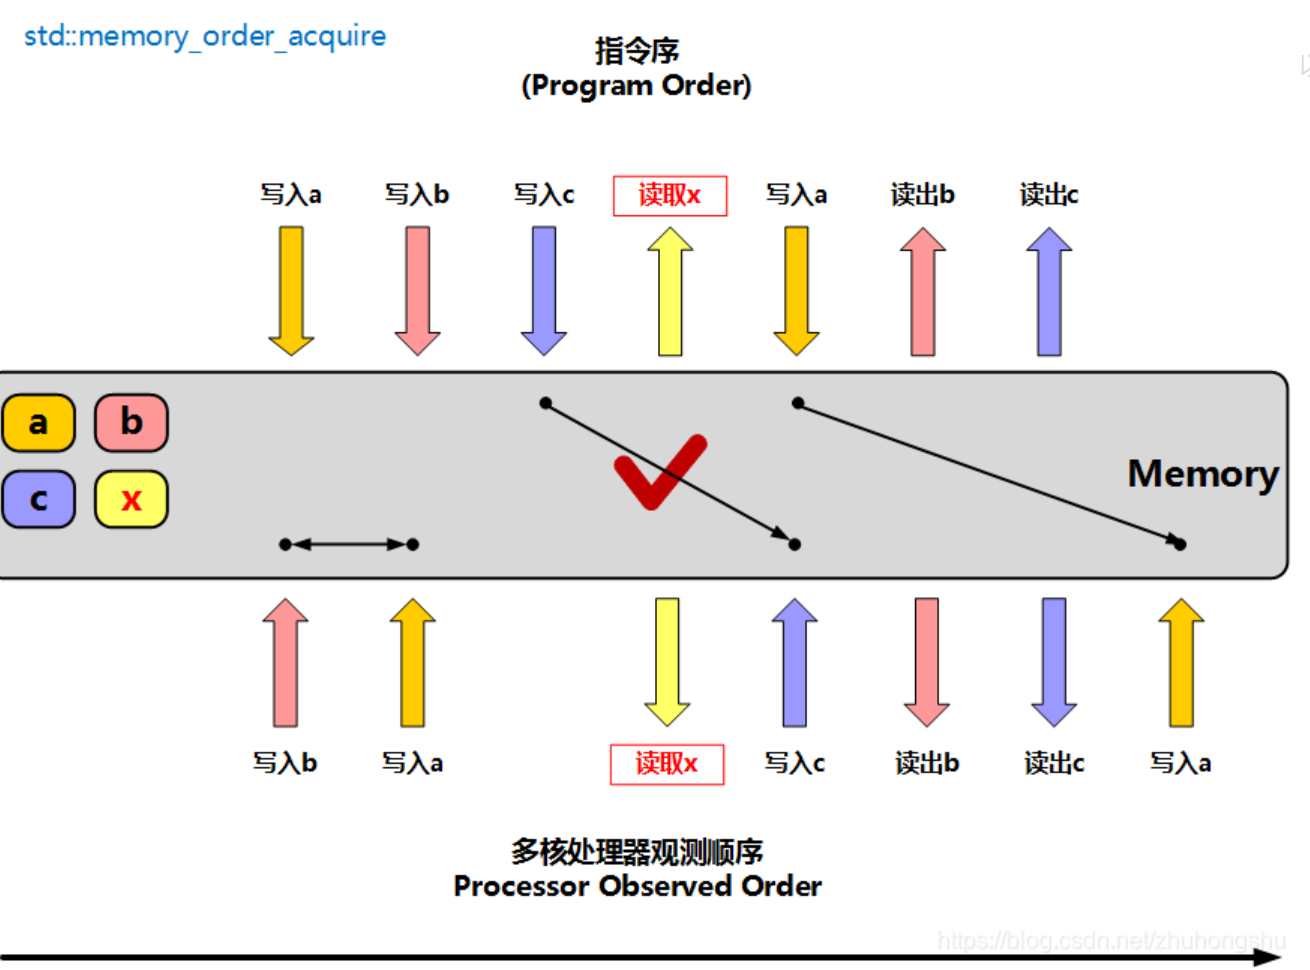 std::memory_order_acquire
指令序
(Program Order)
写入a 写入b 写入c 读取x 写入a 读出b 读出c
a b
Memory
c x
写入b 写入a 读取x 写入c 读出b 读出c 写入a
多核处理器观测顺序
Processor Observed Order
https://blog.csdn.net/zhuhongshu